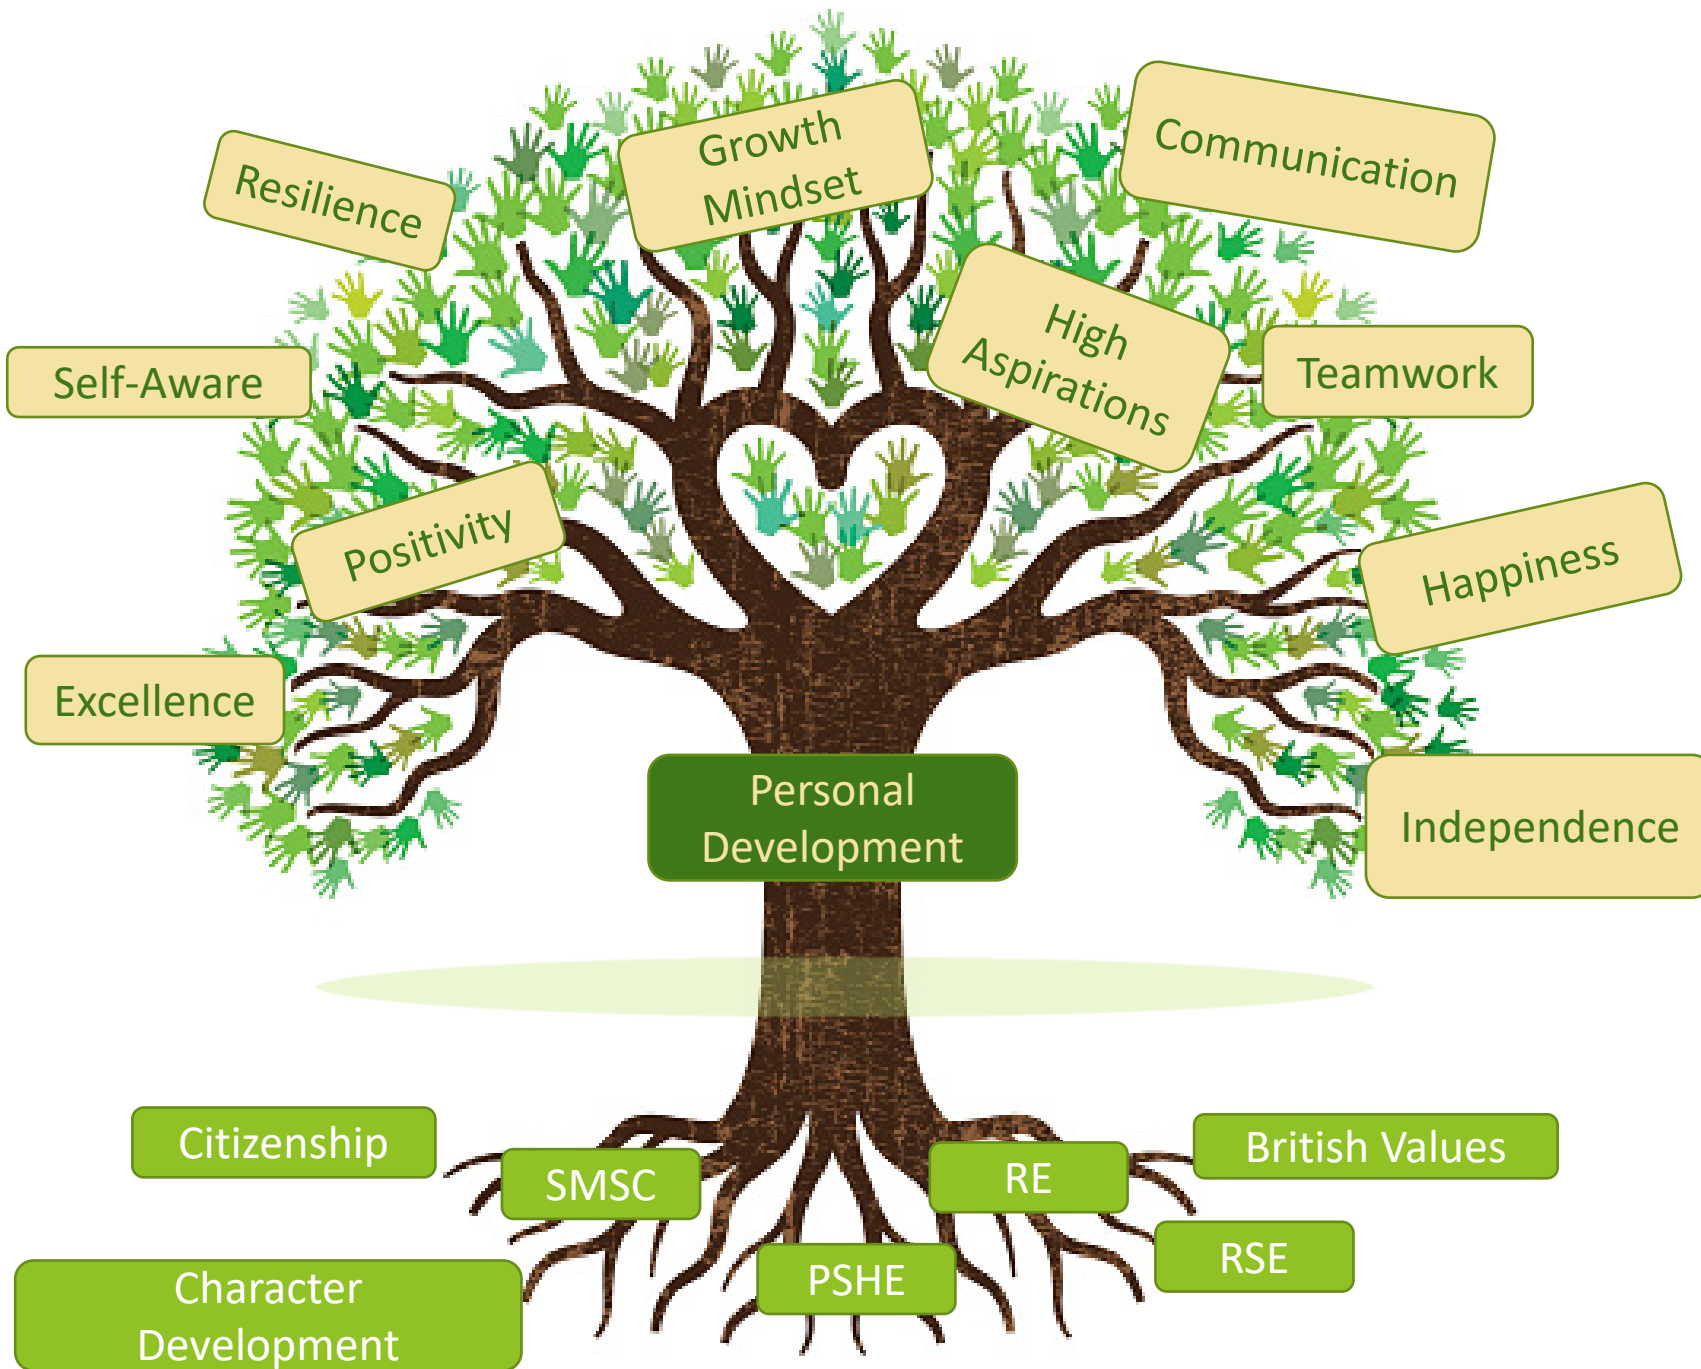 Growth
Mindset
Communication
Resilience
High
Aspirations
Self-Aware
Teamwork
Positivity
Happiness
Excellence
Personal
Development
Independence
Citizenship
British Values
SMSC
RE
RSE
PSHE
Character
Development